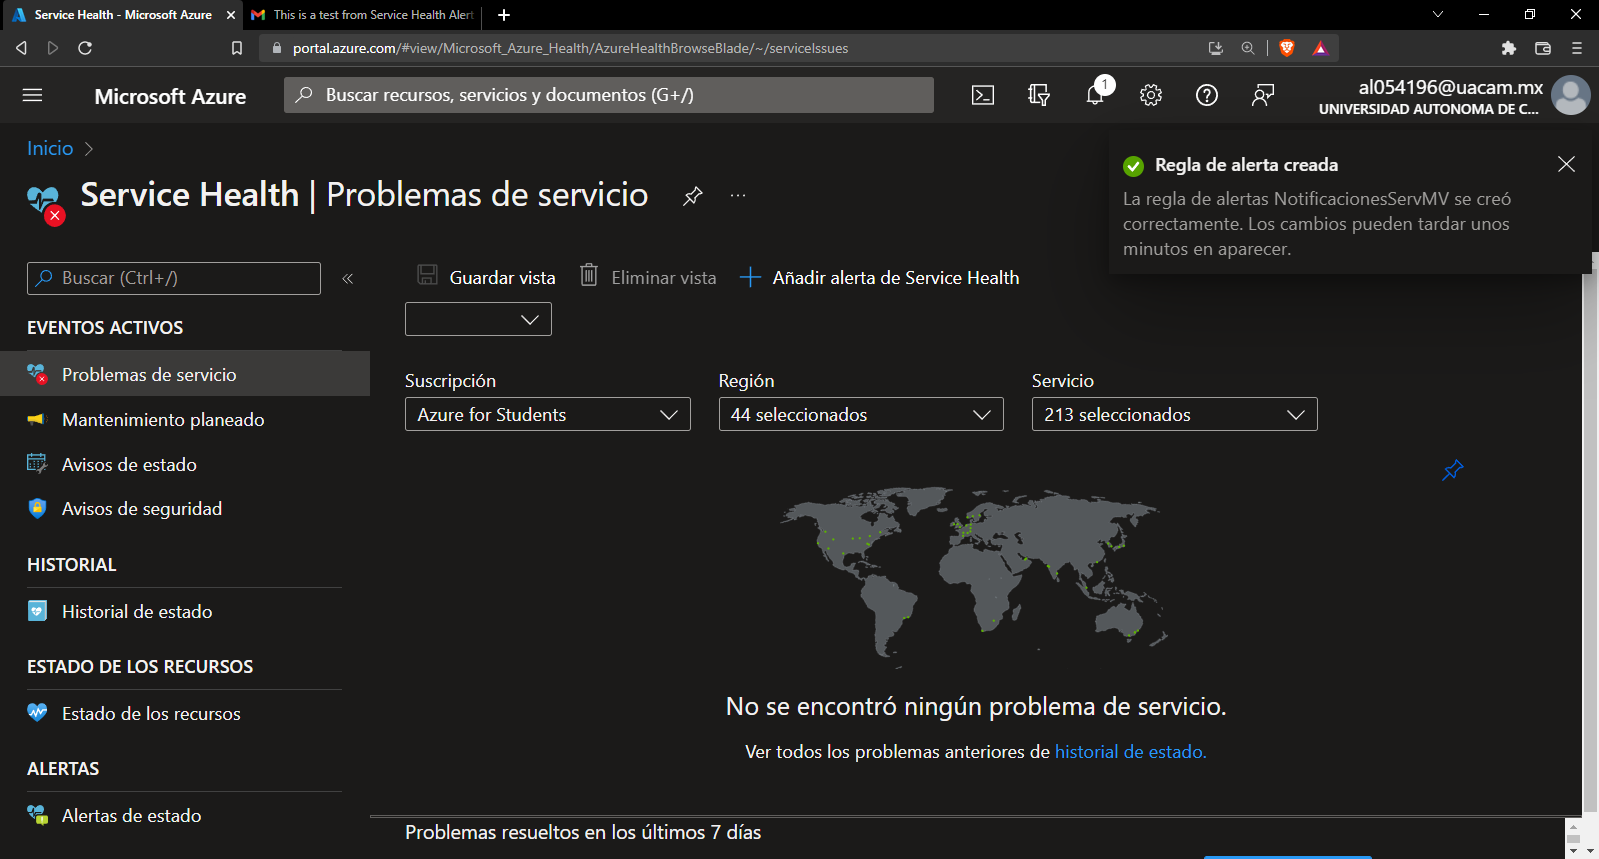 Service Health - Microsoft Azure
This is a test from Service Health Alert
portal.azure.com/#view/Microsoft_Azure_Health/AzureHealthBrowseBlade/~/serviceIssues
Microsoft Azure
Buscar recursos, servicios y documentos (G+/)
1
al054196@uacam.mx
UNIVERSIDAD AUTONOMA DE C...
Inicio
Regla de alerta creada
La regla de alertas NotificacionesServMV se creó
correctamente. Los cambios pueden tardar unos
minutos en aparecer.
Service Health | Problemas de servicio
...
Buscar (Ctrl+/)
«
Guardar vista
Eliminar vista
Añadir alerta de Service Health
EVENTOS ACTIVOS
Problemas de servicio
Mantenimiento planeado
Avisos de estado
Avisos de seguridad
HISTORIAL
Historial de estado
ESTADO DE LOS RECURSOS
Estado de los recursos
ALERTAS
Alertas de estado
Suscripción
Azure for Students
Región
44 seleccionados
Servicio
213 seleccionados
No se encontró ningún problema de servicio.
Ver todos los problemas anteriores de historial de estado.
Problemas resueltos en los últimos 7 días